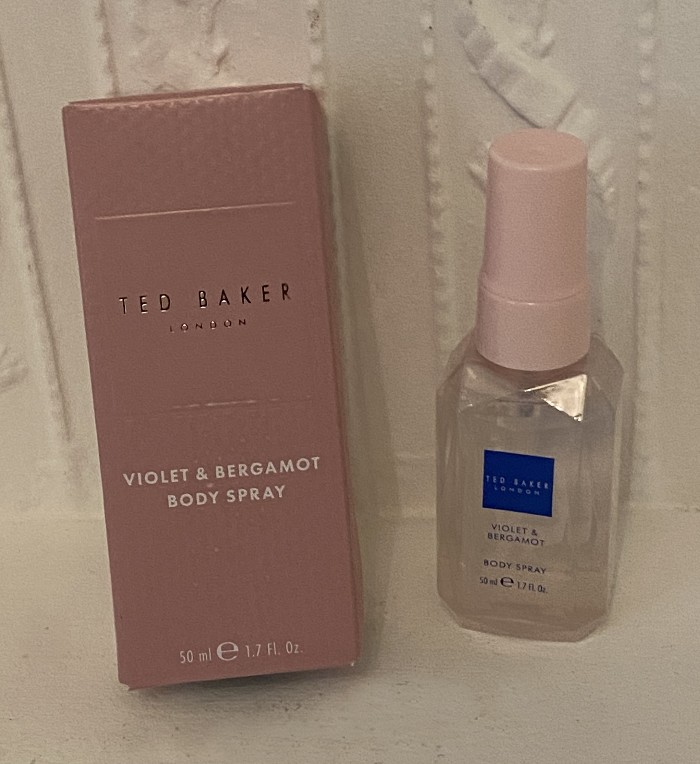 TED BAKER
LONDON
VIOLET & BERGAMOT
BODY SPRAY
50 ml e 1.7 Fl. Oz.
TED BAKER
LONDON
VIOLET &
BERGAMOT
BODY SPRAY
50 ml e 1.7 fl. Oz.